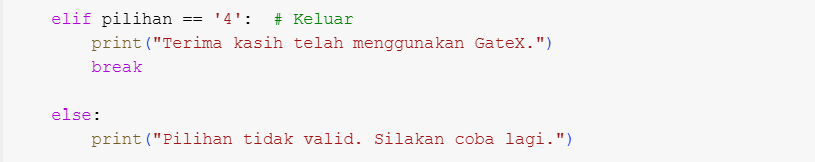 elif pilihan == '4':  # Keluar
    print("Terima kasih telah menggunakan GateX.")
    break
else:
    print("Pilihan tidak valid. Silakan coba lagi.")